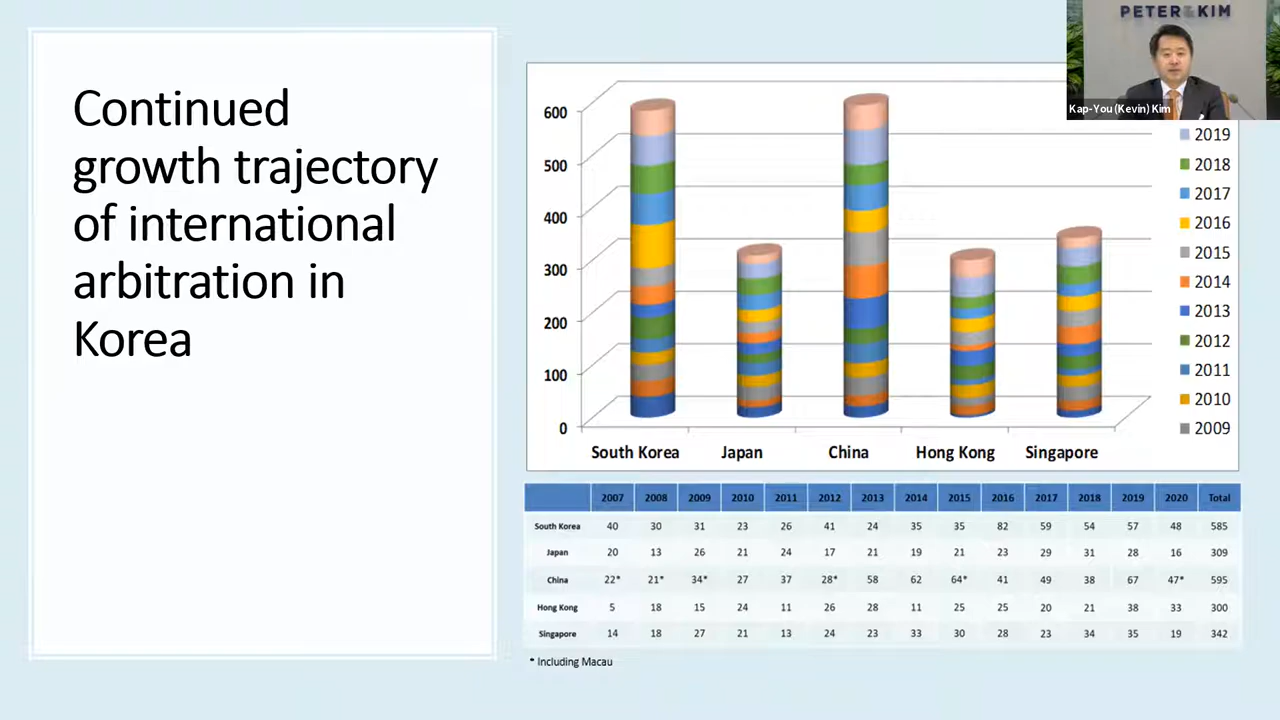 PETER&KIM
Kap-You (Kevin) Kim
Continued
growth trajectory
of international
arbitration in
Korea
600
500
400
300
200
100
0
South Korea Japan China Hong Kong Singapore
2019
2018
2017
2016
2015
2014
2013
2012
2011
2010
2009
2007 2008 2009 2010 2011 2012 2013 2014 2015 2016 2017 2018 2019 2020 Total
South Korea 40 30 31 23 26 41 24 35 35 82 59 54 57 48 585
Japan 20 13 26 21 24 17 21 19 21 23 29 31 28 16 309
China 22* 21* 34* 27 37 28* 58 62 64* 41 49 38 67 47* 595
Hong Kong 5 18 15 24 11 26 28 11 25 25 20 21 38 33 300
Singapore 14 18 27 21 13 24 23 33 30 28 23 34 35 19 342
* Including Macau